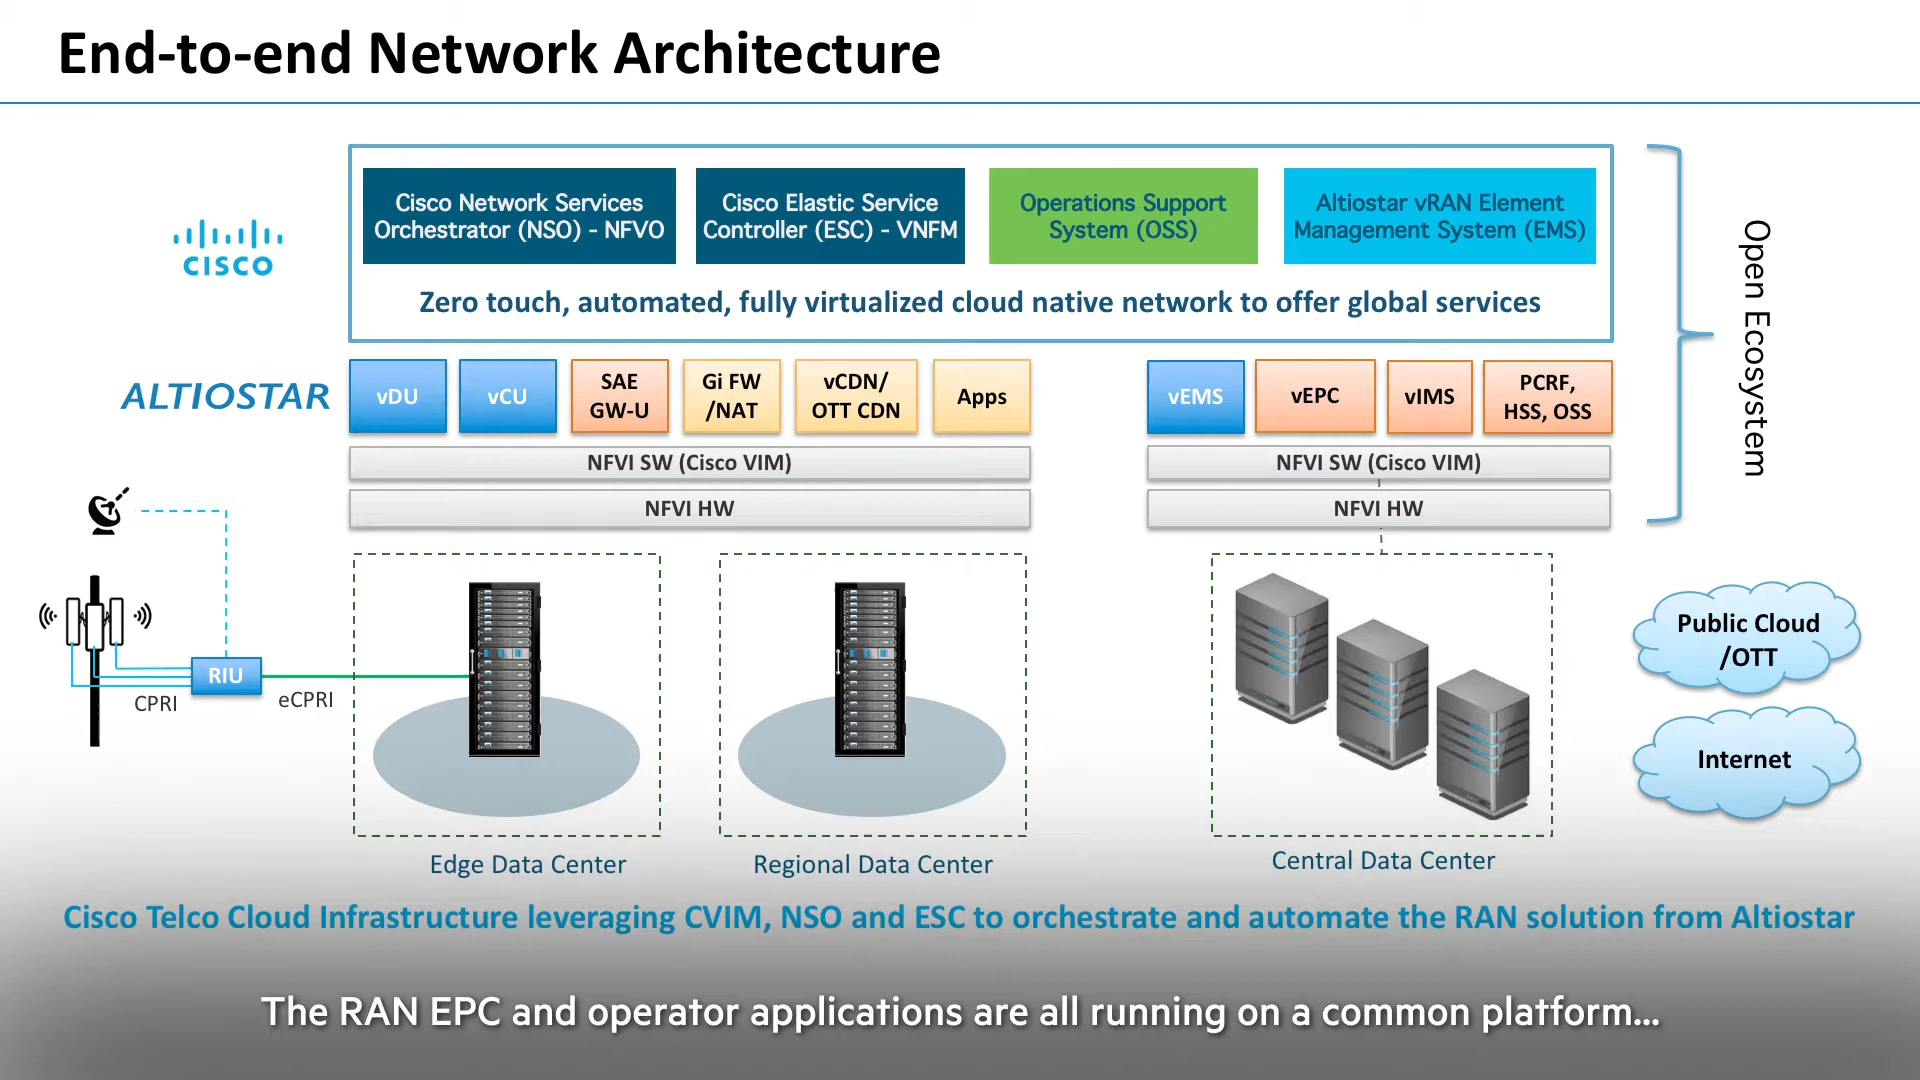 End-to-end Network Architecture
CISCO
Cisco Network Services
Orchestrator (NSO) - NFVO
Cisco Elastic Service
Controller (ESC) - VNFM
Operations Support
System (OSS)
Altiostar vRAN Element
Management System (EMS)
Zero touch, automated, fully virtualized cloud native network to offer global services
Open Ecosystem
ALTIOSTAR
vDU
vCU
SAE
GW-U
Gi FW
/NAT
vCDN/
OTT CDN
Apps
vEMS
vEPC
vIMS
PCRF,
HSS, OSS
NFVI SW (Cisco VIM)
NFVI SW (Cisco VIM)
NFVI HW
NFVI HW
RIU
CPRI
eCPRI
Public Cloud
/OTT
Internet
Edge Data Center
Regional Data Center
Central Data Center
Cisco Telco Cloud Infrastructure leveraging CVIM, NSO and ESC to orchestrate and automate the RAN solution from Altiostar
The RAN EPC and operator applications are all running on a common platform...